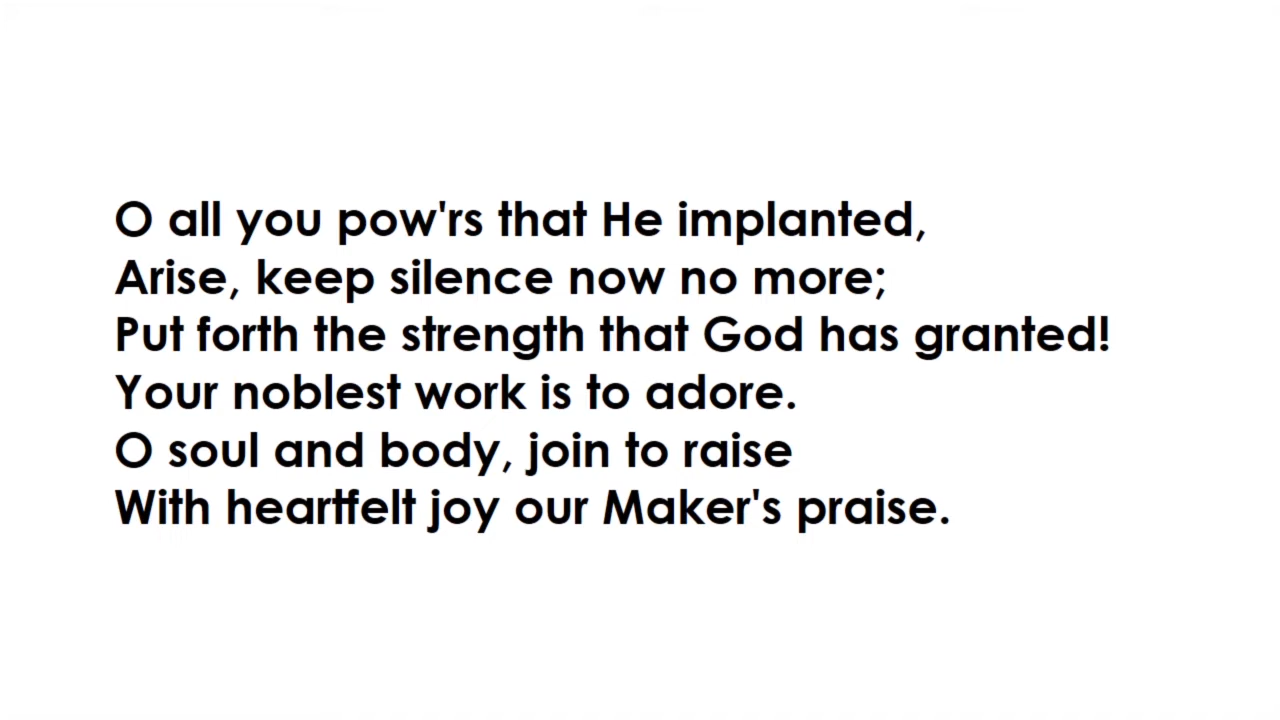 O all you pow'rs that He implanted,
Arise, keep silence now no more;
Put forth the strength that God has granted!
Your noblest work is to adore.
O soul and body, join to raise
With heartfelt joy our Maker's praise.